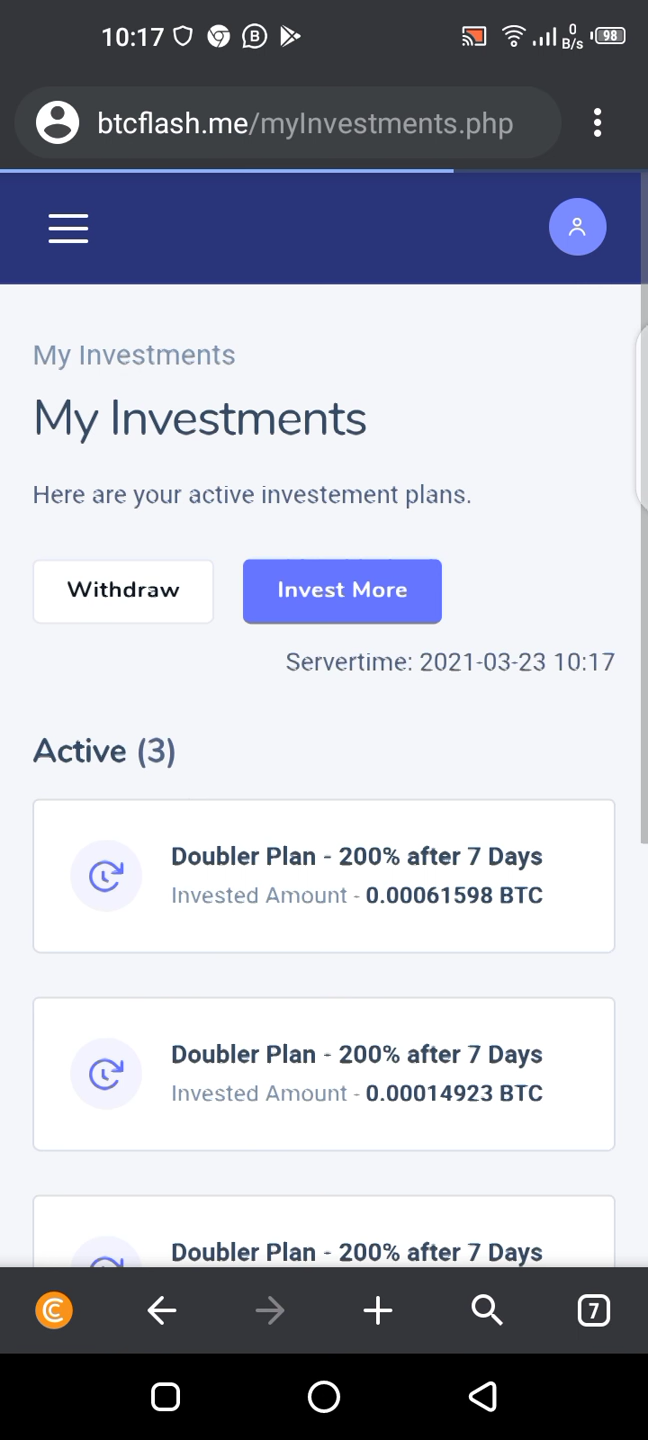 10:17 B 0 B/s 98
btcflash.me/myInvestments.php
My Investments
My Investments
Here are your active investement plans.
Withdraw Invest More
Servertime: 2021-03-23 10:17
Active (3)
Doubler Plan - 200% after 7 Days
Invested Amount - 0.00061598 BTC
Doubler Plan - 200% after 7 Days
Invested Amount - 0.00014923 BTC
Doubler Plan - 200% after 7 Days
7